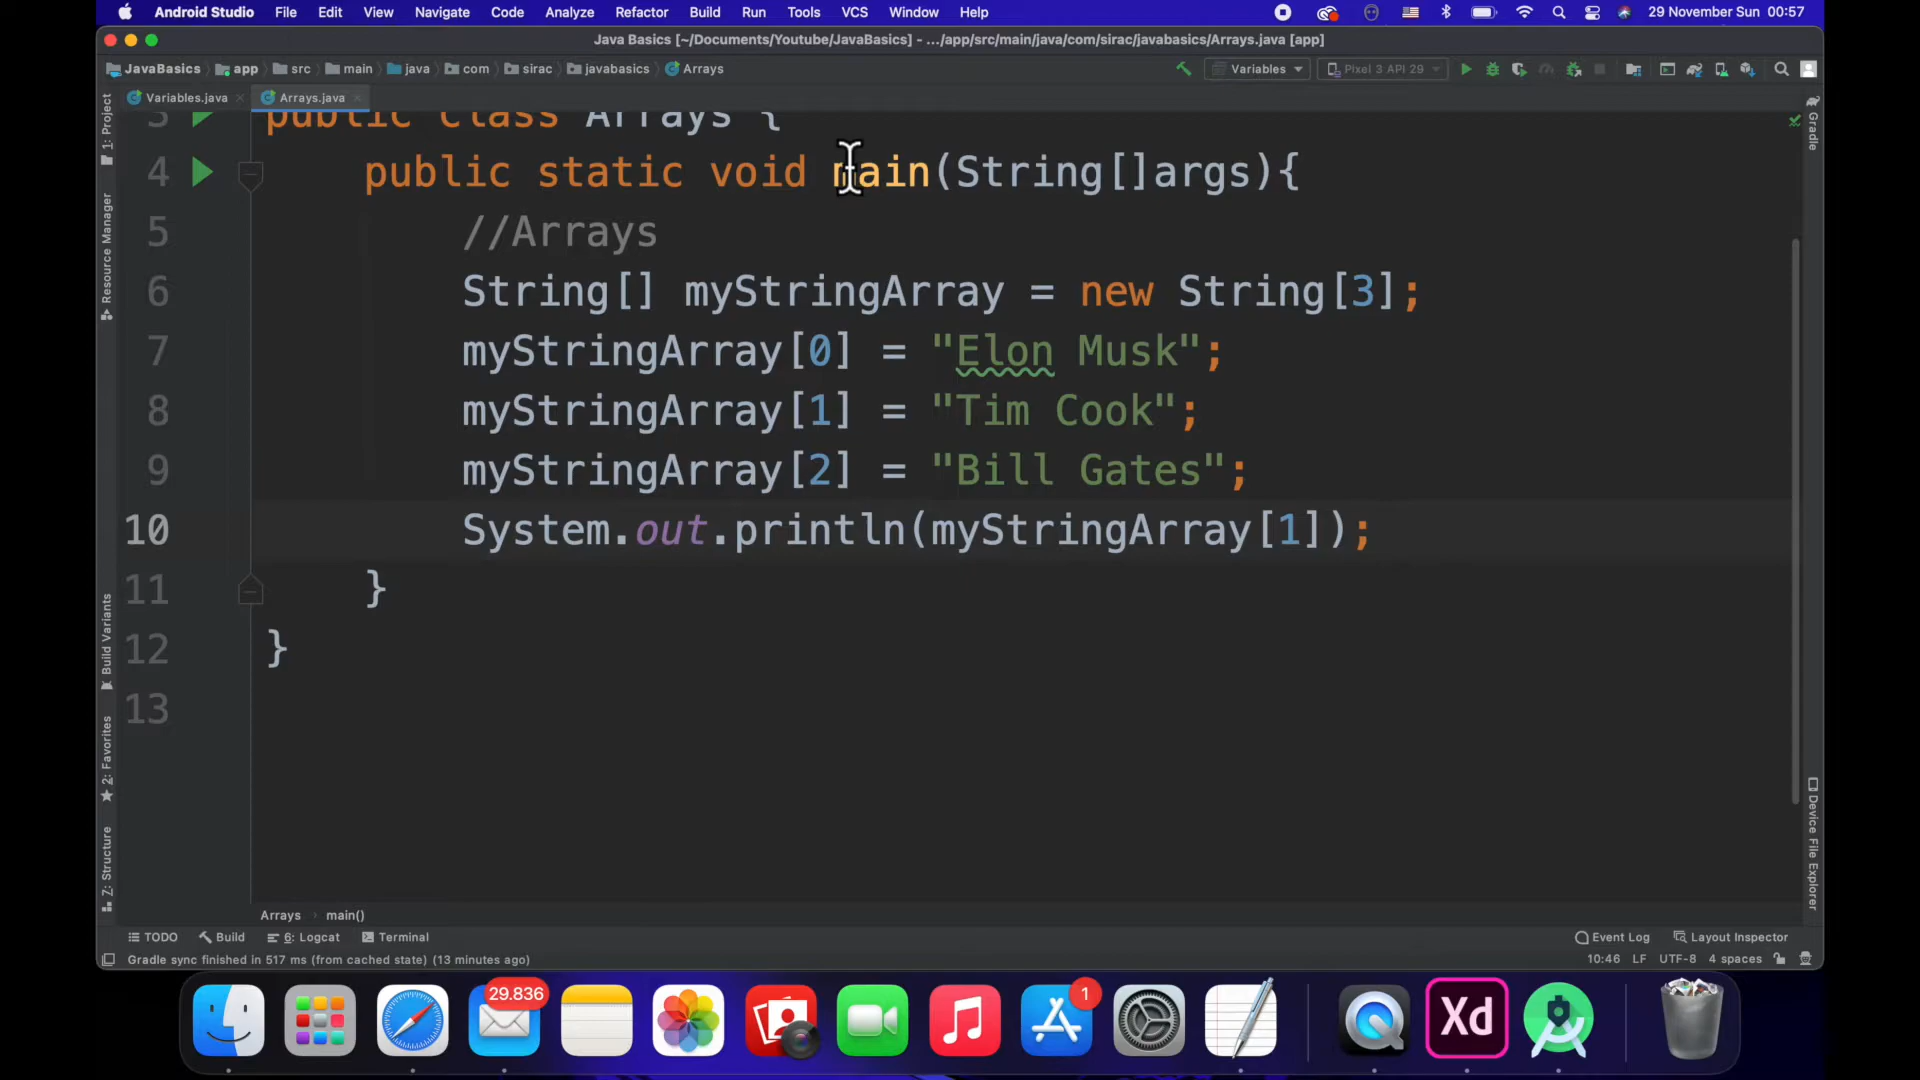 Android Studio File Edit View Navigate Code Analyze Refactor Build Run Tools VCS Window Help 29 November Sun 00:57
Java Basics [~/Documents/Youtube/JavaBasics] - .../app/src/main/java/com/sirac/javabasics/Arrays.java [app]
JavaBasics app src main java com sirac javabasics Arrays Variables Pixel 3 API 29
Variables.java Arrays.java
1: Project
Resource Manager
Build Variants
2: Favorites
Z: Structure
3 public class Arrays {
4 public static void main(String[]args){
5 //Arrays
6 String[] myStringArray = new String[3];
7 myStringArray[0] = "Elon Musk";
8 myStringArray[1] = "Tim Cook";
9 myStringArray[2] = "Bill Gates";
10 System.out.println(myStringArray[1]);
11 }
12 }
13
Gradle
Device File Explorer
Arrays main()
TODO Build 6: Logcat Terminal Event Log Layout Inspector
Gradle sync finished in 517 ms (from cached state) (13 minutes ago) 10:46 LF UTF-8 4 spaces
29.836
1
Xd